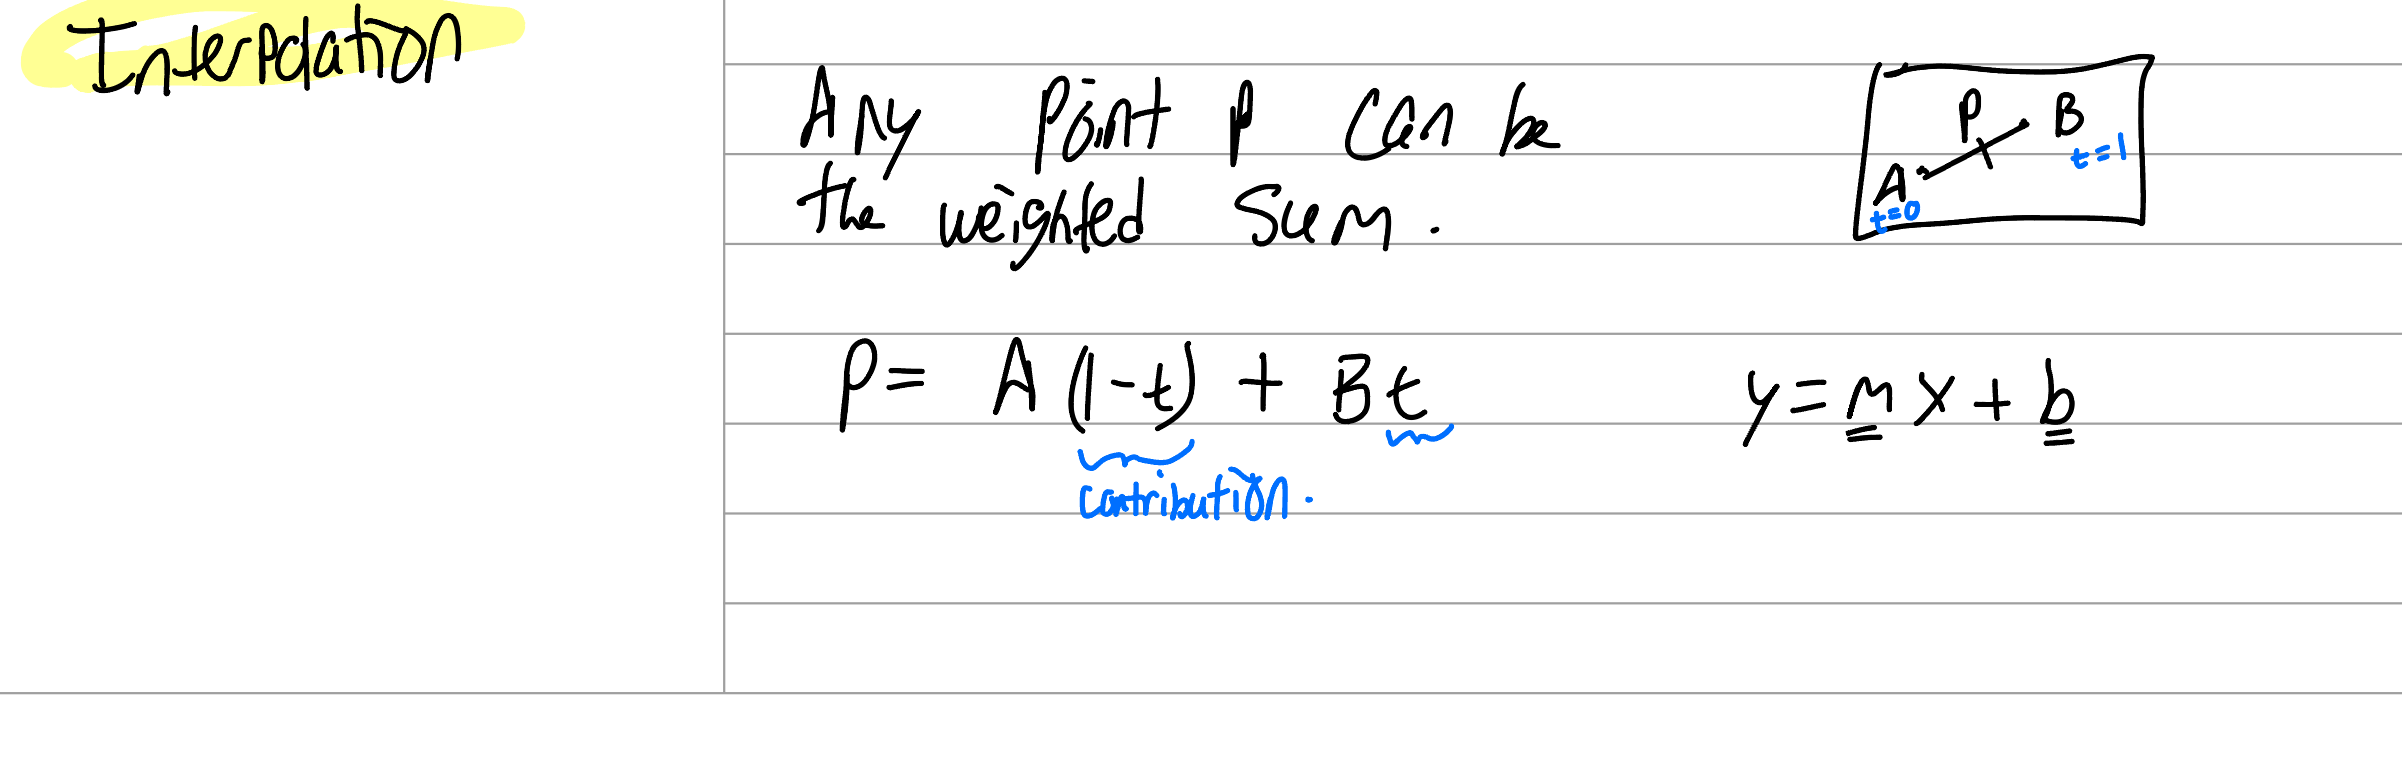 Interpolation
Any Point P can be
the weighted sum.
P
B
t=1
A
t=0
P = A (1-t) + Bt
y = mx + b
contribution.